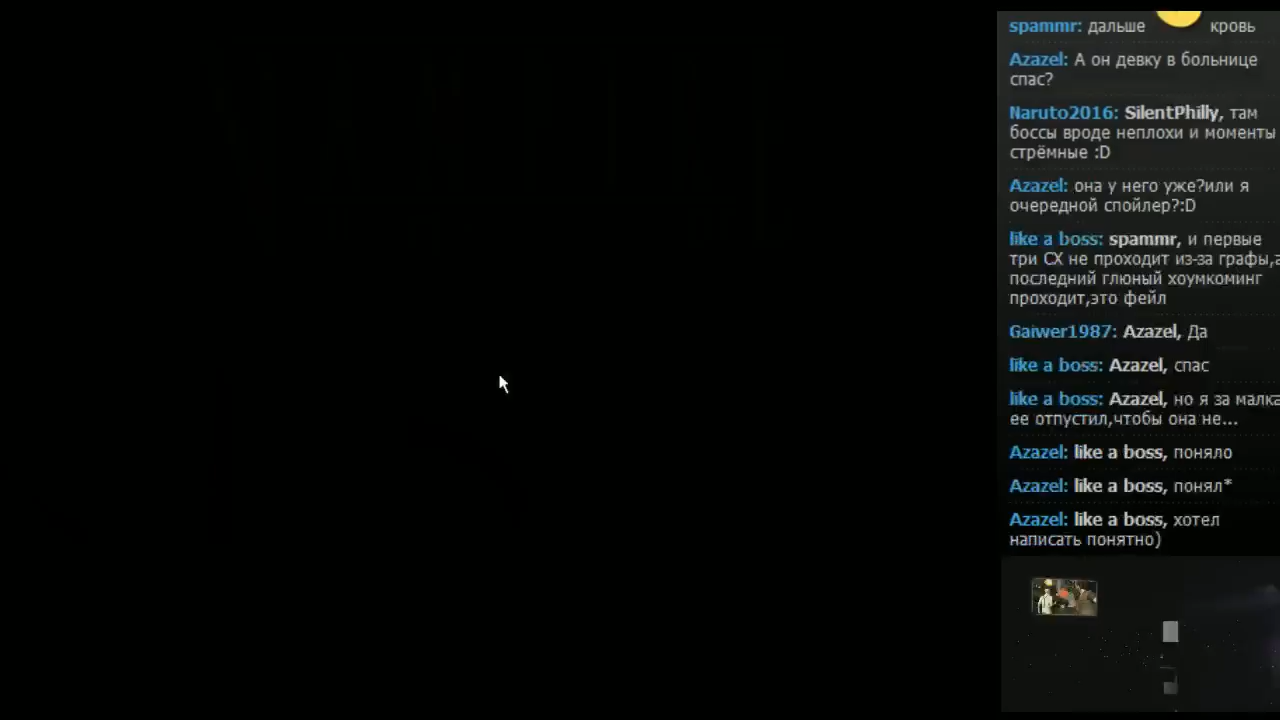 spammr: дальше кровь
Azazel: А он девку в больнице
спас?
Naruto2016: SilentPhilly, там
боссы вроде неплохи и моменты
стрёмные :D
Azazel: она у него уже?или я
очередной спойлер?:D
like a boss: spammr, и первые
три СХ не проходит из-за графы,а
последний глюный хоумкоминг
проходит,это фейл
Gaiwer1987: Azazel, Да
like a boss: Azazel, спас
like a boss: Azazel, но я за малка
ее отпустил,чтобы она не...
Azazel: like a boss, поняло
Azazel: like a boss, понял*
Azazel: like a boss, хотел
написать понятно)